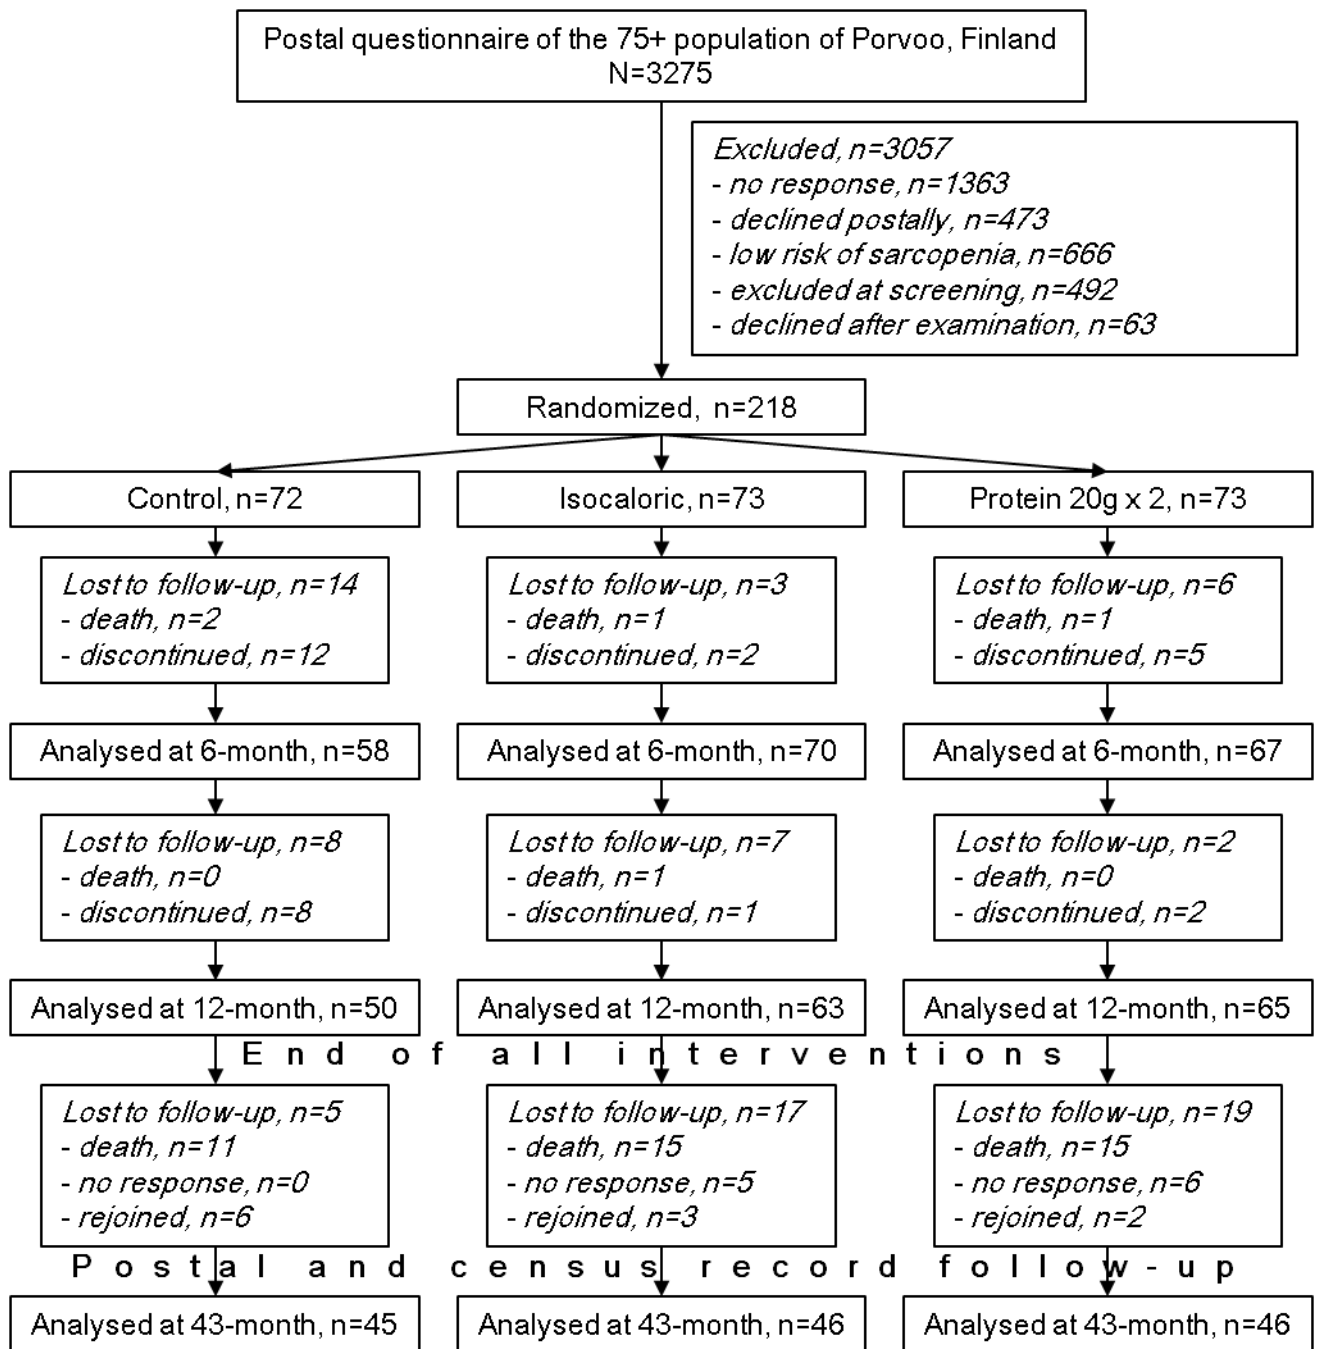 Postal questionnaire of the 75+ population of Porvoo, Finland
N=3275
Excluded, n=3057
- no response, n=1363
- declined postally, n=473
- low risk of sarcopenia, n=666
- excluded at screening, n=492
- declined after examination, n=63
Randomized, n=218
Control, n=72
Isocaloric, n=73
Protein 20g x 2, n=73
Lost to follow-up, n=14
- death, n=2
- discontinued, n=12
Lost to follow-up, n=3
- death, n=1
- discontinued, n=2
Lost to follow-up, n=6
- death, n=1
- discontinued, n=5
Analysed at 6-month, n=58
Analysed at 6-month, n=70
Analysed at 6-month, n=67
Lost to follow-up, n=8
- death, n=0
- discontinued, n=8
Lost to follow-up, n=7
- death, n=1
- discontinued, n=1
Lost to follow-up, n=2
- death, n=0
- discontinued, n=2
Analysed at 12-month, n=50
Analysed at 12-month, n=63
Analysed at 12-month, n=65
End of all interventions
Lost to follow-up, n=5
- death, n=11
- no response, n=0
- rejoined, n=6
Lost to follow-up, n=17
- death, n=15
- no response, n=5
- rejoined, n=3
Lost to follow-up, n=19
- death, n=15
- no response, n=6
- rejoined, n=2
Postal and census record follow-up
Analysed at 43-month, n=45
Analysed at 43-month, n=46
Analysed at 43-month, n=46